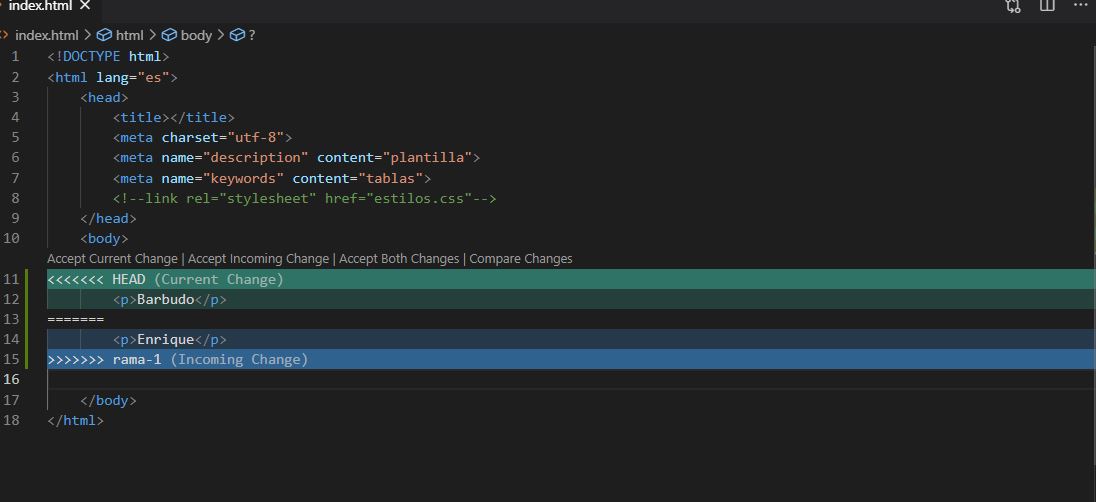 index.html ×
<> index.html > html > body > ?
1 <!DOCTYPE html>
2 <html lang="es">
3 <head>
4 <title></title>
5 <meta charset="utf-8">
6 <meta name="description" content="plantilla">
7 <meta name="keywords" content="tablas">
8 <!--link rel="stylesheet" href="estilos.css"-->
9 </head>
10 <body>
Accept Current Change | Accept Incoming Change | Accept Both Changes | Compare Changes
11 <<<<<<< HEAD (Current Change)
12 <p>Barbudo</p>
13 =======
14 <p>Enrique</p>
15 >>>>>>> rama-1 (Incoming Change)
16
17 </body>
18 </html>